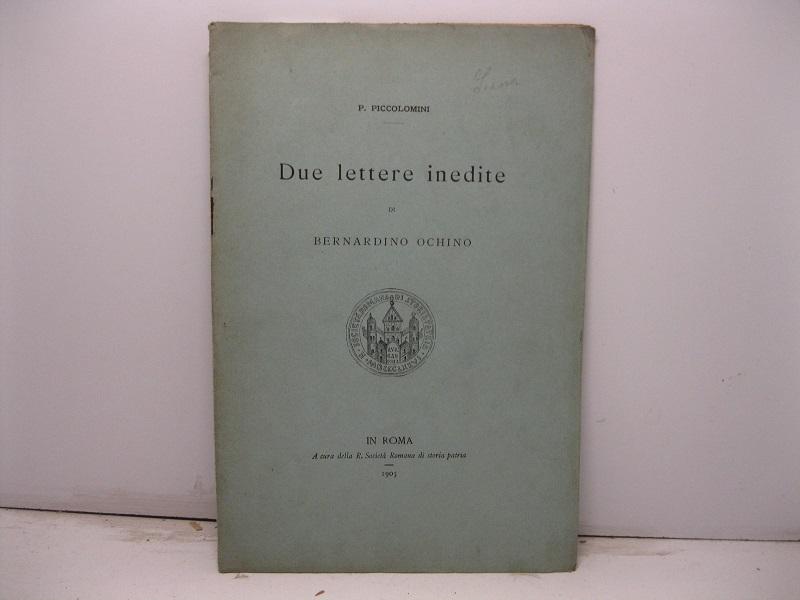 P. PICCOLOMINI
Due lettere inedite
DI
BERNARDINO OCHINO
IN ROMA
A cura della R. Società Romana di storia patria
1905